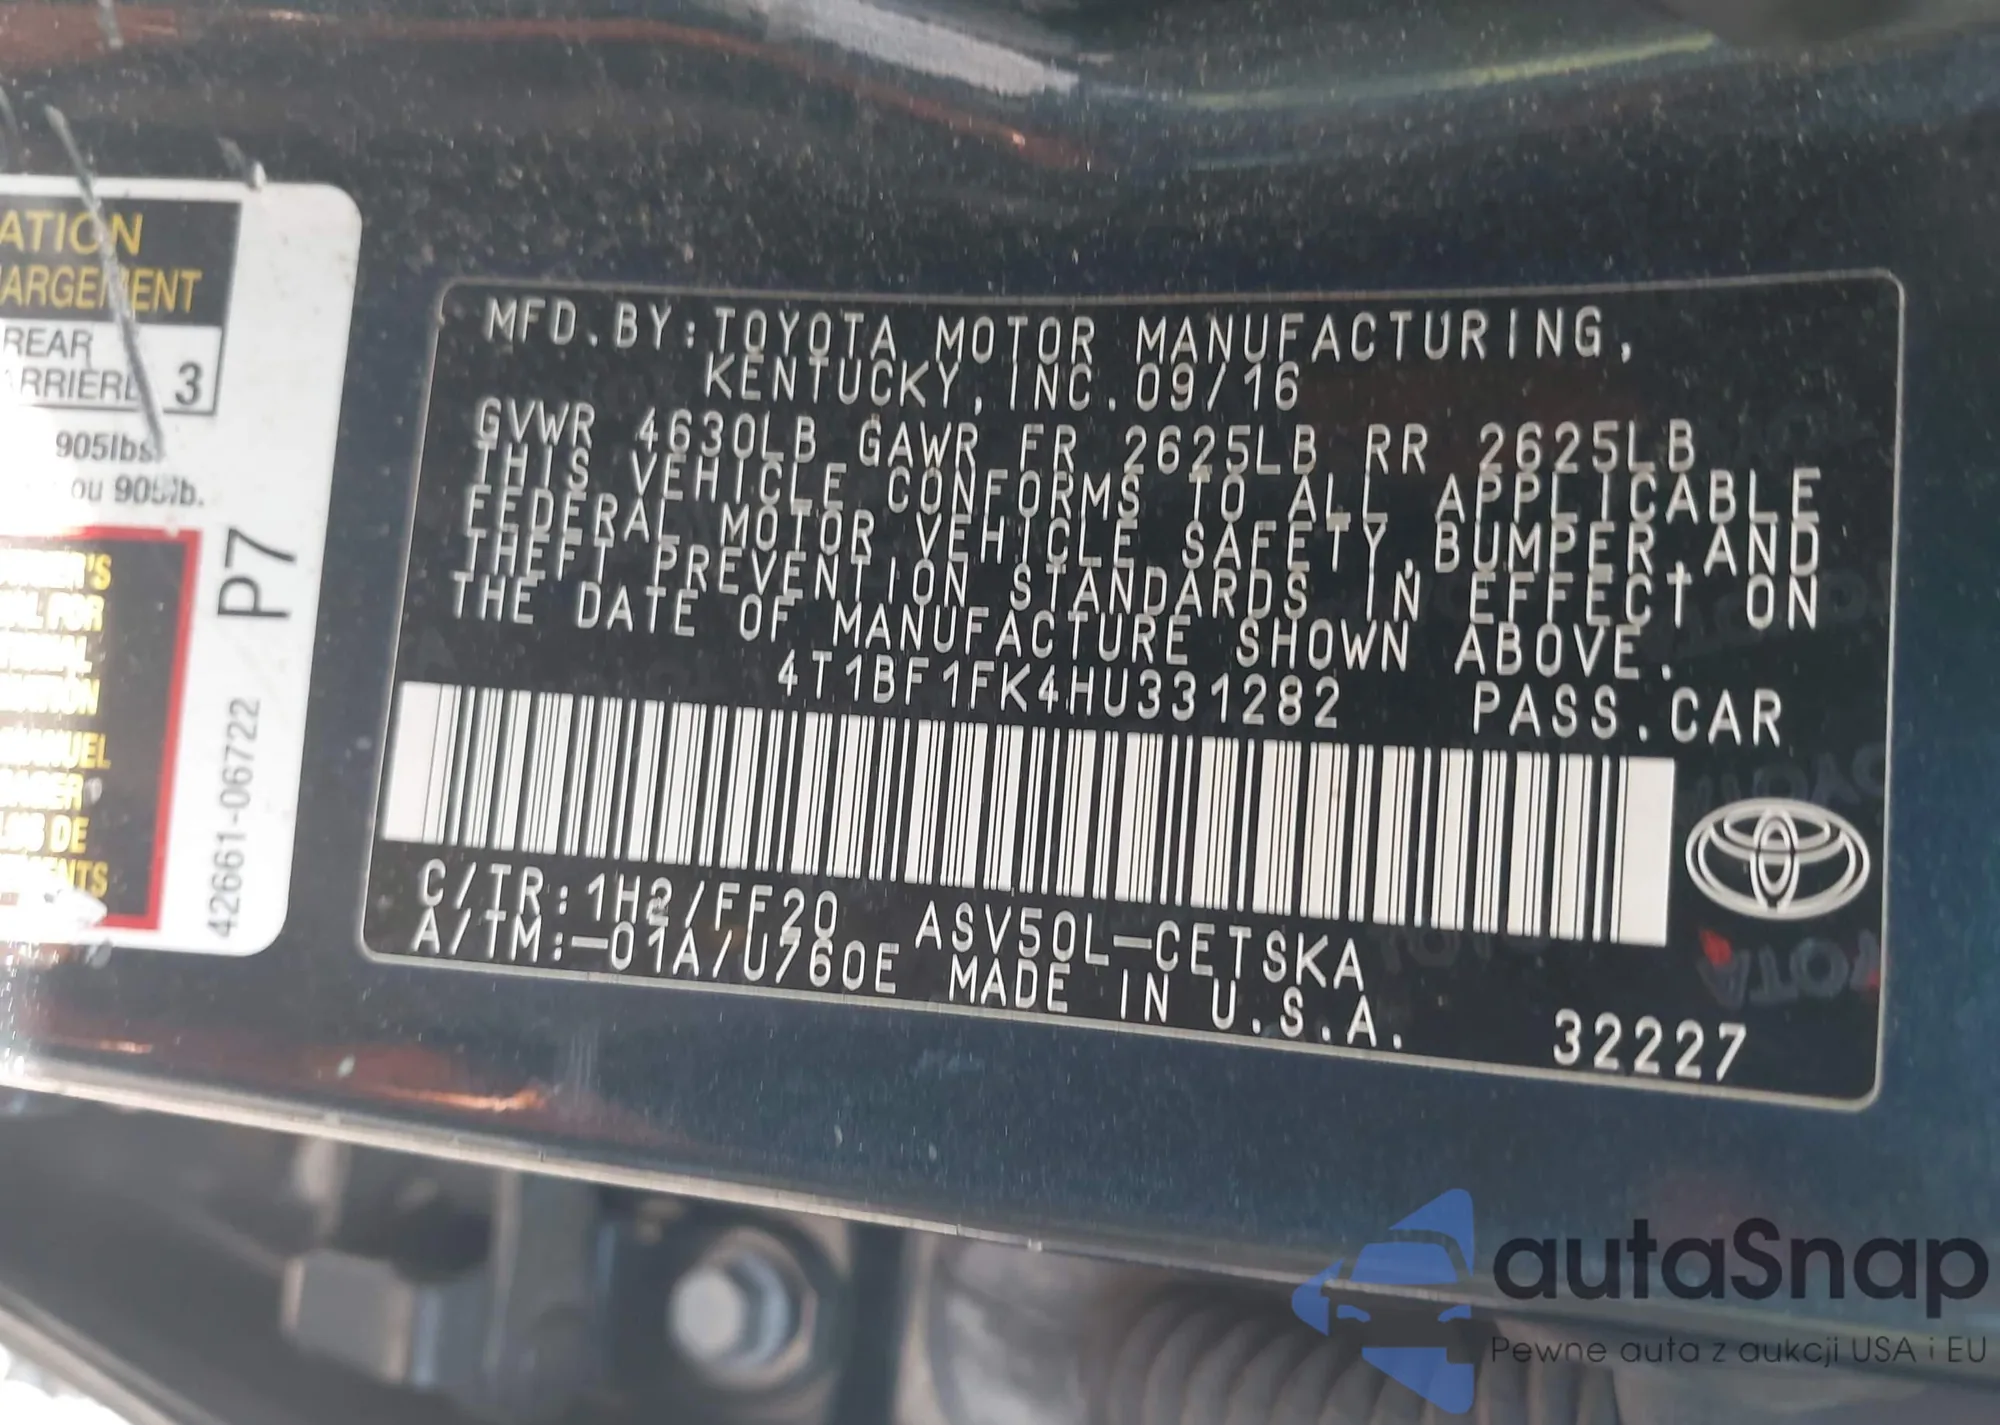 ATION
ARGEMENT
REAR
3
905lbs
ou 905lb.
P7
42661-06722
MFD.BY:TOYOTA MOTOR MANUFACTURING,
KENTUCKY,INC.09/16
GVWR 4630LB GAWR FR 2625LB RR 2625LB
THIS VEHICLE CONFORMS TO ALL APPLICABLE
FEDERAL MOTOR VEHICLE SAFETY,BUMPER,AND
THEFT PREVENTION STANDARDS IN EFFECT ON
THE DATE OF MANUFACTURE SHOWN ABOVE.
4T1BF1FK4HU331282 PASS.CAR
C/TR:1H2/FF20 ASV50L-CETSKA
A/TM:-01A/U760E MADE IN U.S.A.
32227
autoSnap
Pewne auta z aukcji USA i EU